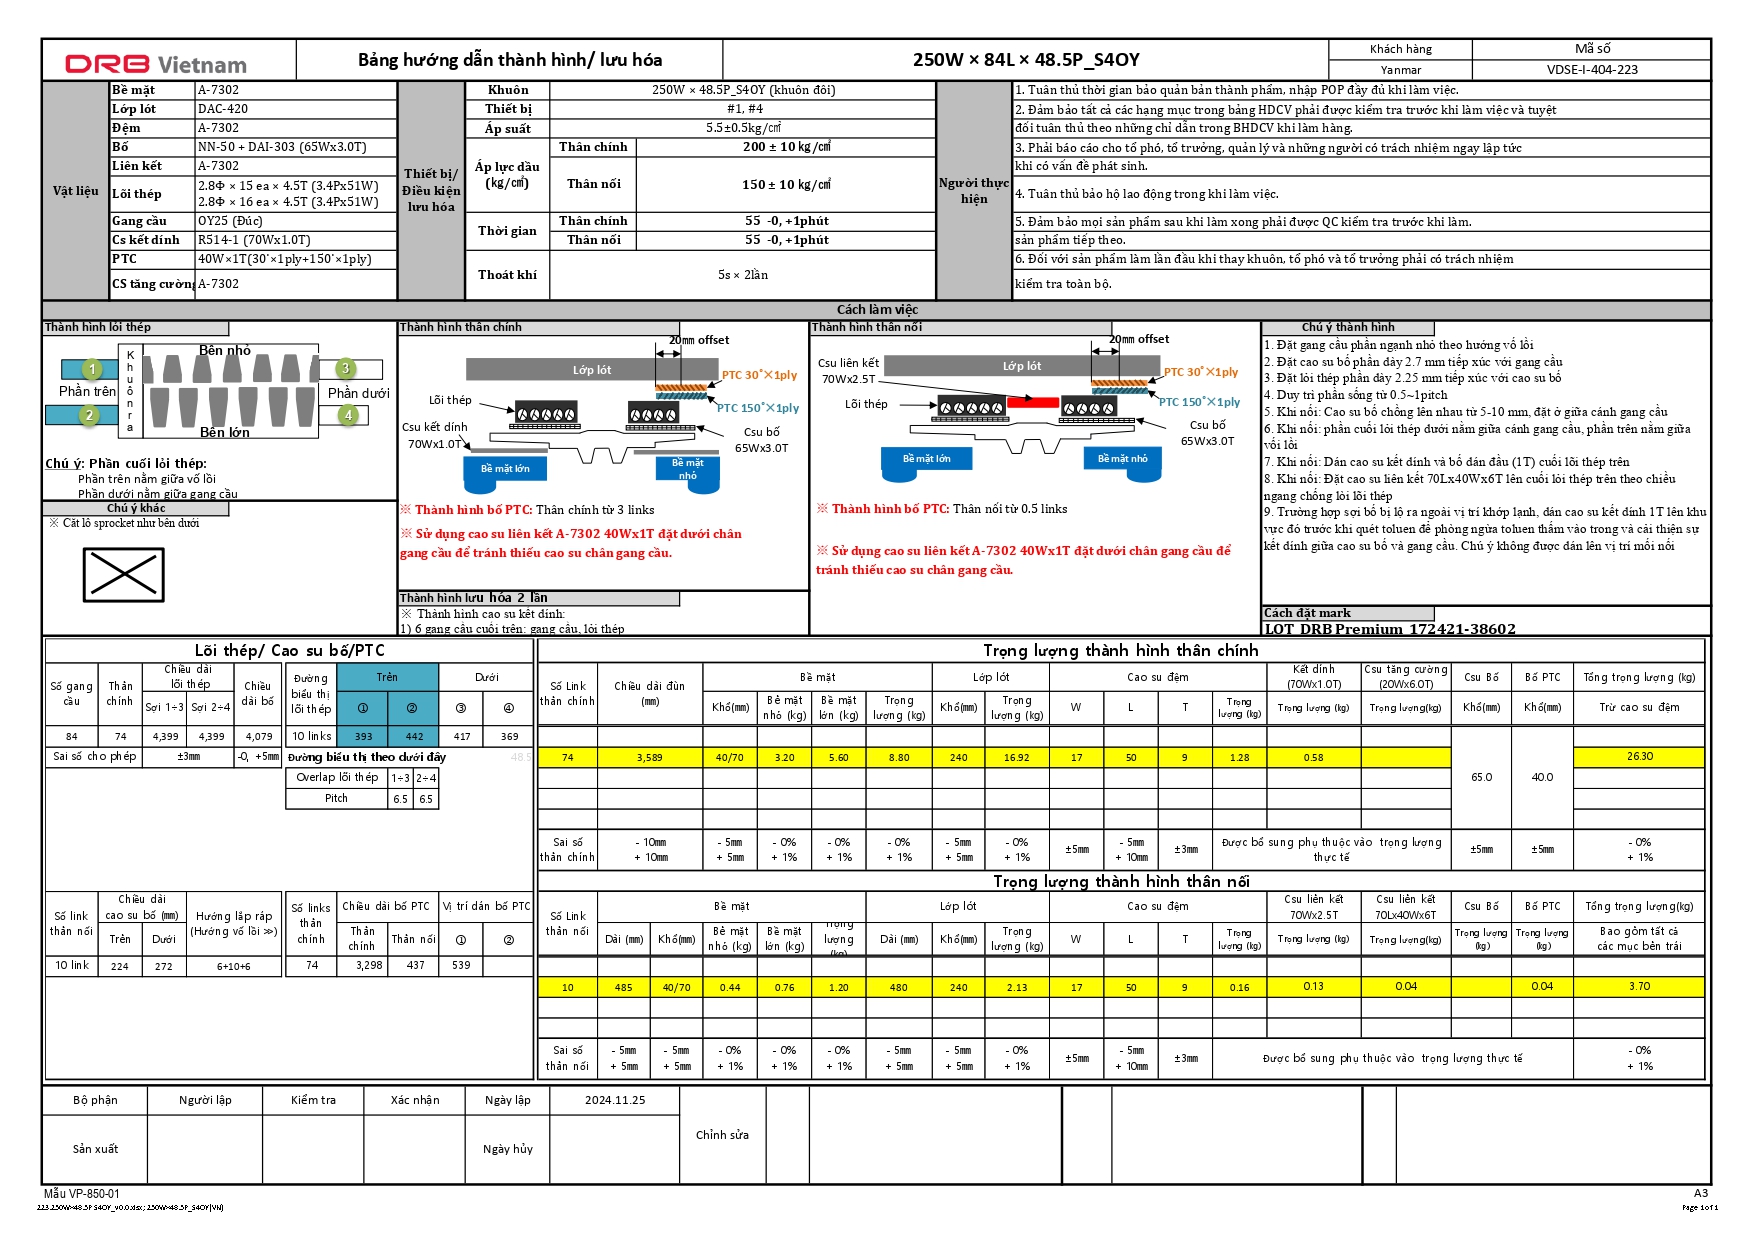 DRB Vietnam
Bảng hướng dẫn thành hình/ lưu hóa
250W × 84L × 48.5P_S4OY
Khách hàng
Mã số
Yanmar
VDSE-I-404-223
Vật liệu
Bề mặt A-7302
Lớp lót DAC-420
Đệm A-7302
Bố NN-50 + DAI-303 (65Wx3.0T)
Liên kết A-7302
Lõi thép
2.8Φ × 15 ea × 4.5T (3.4Px51W)
2.8Φ × 16 ea × 4.5T (3.4Px51W)
Gang cầu OY25 (Đúc)
Cs kết dính R514-1 (70Wx1.0T)
PTC 40W×1T(30˚×1ply+150˚×1ply)
CS tăng cường A-7302
Thiết bị/
Điều kiện
lưu hóa
Khuôn 250W × 48.5P_S4OY (khuôn đôi)
Thiết bị #1, #4
Áp suất 5.5±0.5kg/㎠
Áp lực dầu
(kg/㎠)
Thân chính 200 ± 10 kg/㎠
Thân nối 150 ± 10 kg/㎠
Thời gian
Thân chính 55 -0, +1phút
Thân nối 55 -0, +1phút
Thoát khí 5s × 2lần
Người thực
hiện
1. Tuân thủ thời gian bảo quản bán thành phẩm, nhập POP đầy đủ khi làm việc.
2. Đảm bảo tất cả các hạng mục trong bảng HDCV phải được kiểm tra trước khi làm việc và tuyệt
đối tuân thủ theo những chỉ dẫn trong BHDCV khi làm hàng.
3. Phải báo cáo cho tổ phó, tổ trưởng, quản lý và những người có trách nhiệm ngay lập tức
khi có vấn đề phát sinh.
4. Tuân thủ bảo hộ lao động trong khi làm việc.
5. Đảm bảo mọi sản phẩm sau khi làm xong phải được QC kiểm tra trước khi làm.
sản phẩm tiếp theo.
6. Đối với sản phẩm làm lần đầu khi thay khuôn, tổ phó và tổ trưởng phải có trách nhiệm
kiểm tra toàn bộ.
Cách làm việc
Thành hình lỏi thép
1
Phần trên
2
Khuônra
Bên nhỏ
Bên lớn
3
Phần dưới
4
Chú ý: Phần cuối lỏi thép:
Phần trên nằm giữa vố lồi
Phần dưới nằm giữa gang cầu
Chú ý khác
※ Cắt lỗ sprocket như bên dưới
Thành hình thân chính
20mm offset
Lớp lót
PTC 30˚×1ply
PTC 150˚×1ply
Lõi thép
Csu kết dính
70Wx1.0T
Csu bố
65Wx3.0T
Bề mặt lớn
Bề mặt
nhỏ
※ Thành hình bố PTC: Thân chính từ 3 links
※ Sử dụng cao su liên kết A-7302 40Wx1T đặt dưới chân
gang cầu để tránh thiếu cao su chân gang cầu.
Thành hình lưu hóa 2 lần
※ Thành hình cao su kết dính:
1) 6 gang cầu cuối trên: gang cầu, lỏi thép
Thành hình thân nối
20mm offset
Csu liên kết
70Wx2.5T
Lớp lót
PTC 30˚×1ply
PTC 150˚×1ply
Lõi thép
Csu bố
65Wx3.0T
Bề mặt lớn
Bề mặt nhỏ
※ Thành hình bố PTC: Thân nối từ 0.5 links
※ Sử dụng cao su liên kết A-7302 40Wx1T đặt dưới chân gang cầu để
tránh thiếu cao su chân gang cầu.
Chú ý thành hình
1. Đặt gang cầu phần ngạnh nhỏ theo hướng vố lồi
2. Đặt cao su bố phần dày 2.7 mm tiếp xúc với gang cầu
3. Đặt lỏi thép phần dây 2.25 mm tiếp xúc với cao su bố
4. Duy trì phần sống từ 0.5~1pitch
5. Khi nối: Cao su bố chồng lên nhau từ 5-10 mm, đặt ở giữa cánh gang cầu
6. Khi nối: phần cuối lỏi thép dưới nằm giữa cánh gang cầu, phần trên nằm giữa
vối lồi
7. Khi nối: Dán cao su kết dính và bố dán đầu (1T) cuối lõi thép trên
8. Khi nối: Đặt cao su liên kết 70Lx40Wx6T lên cuối lỏi thép trên theo chiều
ngang chống lòi lõi thép
9. Trường hợp sợi bố bị lộ ra ngoài vị trí khớp lạnh, dán cao su kết dính 1T lên khu
vực đó trước khi quét toluen để phòng ngừa toluen thấm vào trong và cải thiện sự
kết dính giữa cao su bố và gang cầu. Chú ý không được dán lên vị trí mối nối
Cách đặt mark
LOT DRB Premium 172421-38602
Lõi thép/ Cao su bố/PTC
Số gang
cầu
Thân
chính
Chiều dài
lõi thép
Sợi 1÷3 Sợi 2÷4
Chiều
dài bố
Đường
biểu thị
lõi thép
Trên Dưới
① ② ③ ④
84 74 4,399 4,399 4,079 10 links 393 442 417 369
Sai số cho phép ±3mm -0, +5mm Đường biểu thị theo dưới đây 48.5
Overlap lõi thép 1÷3 2÷4
Pitch 6.5 6.5
Số link
thân nối
Chiều dài
cao su bố (mm)
Trên Dưới
Hướng lắp ráp
(Hướng vố lồi ≫)
Số links
thân
chính
Chiều dài bố PTC
Thân
chính
Thân nối
Vị trí dán bố PTC
① ②
10 link 224 272 6+10+6 74 3,298 437 539
Trọng lượng thành hình thân chính
Số Link
thân chính
Chiều dài đùn
(mm)
Bề mặt
Khổ(mm)
Bề mặt
nhỏ (kg)
Bề mặt
lớn (kg)
Trọng
lượng (kg)
Lớp lót
Khổ(mm)
Trọng
lượng (kg)
Cao su đệm
W L T
Trọng
lượng (kg)
Kết dính
(70Wx1.0T)
Trọng lượng (kg)
Csu tăng cường
(20Wx6.0T)
Trọng lượng(kg)
Csu Bố
Khổ(mm)
Bố PTC
Khổ(mm)
Tổng trọng lượng (kg)
Trừ cao su đệm
74 3,589 40/70 3.20 5.60 8.80 240 16.92 17 50 9 1.28 0.58 26.30
65.0 40.0
Sai số
thân chính
- 10mm
+ 10mm
- 5mm
+ 5mm
- 0%
+ 1%
- 0%
+ 1%
- 0%
+ 1%
- 5mm
+ 5mm
- 0%
+ 1%
±5mm
- 5mm
+ 10mm
±3mm
Được bổ sung phụ thuộc vào trọng lượng
thực tế
±5mm
±5mm
- 0%
+ 1%
Trọng lượng thành hình thân nối
Số Link
thân nối
Bề mặt
Dài (mm) Khổ(mm)
Bề mặt
nhỏ (kg)
Bề mặt
lớn (kg)
Trọng
lượng
(kg)
Lớp lót
Dài (mm) Khổ(mm)
Trọng
lượng (kg)
Cao su đệm
W L T
Trọng
lượng (kg)
Csu liên kết
70Wx2.5T
Trọng lượng (kg)
Csu liên kết
70Lx40Wx6T
Trọng lượng(kg)
Csu Bố
Trọng lượng
(kg)
Bố PTC
Trọng lượng
(kg)
Tổng trọng lượng(kg)
Bao gồm tất cả
các mục bên trái
10 485 40/70 0.44 0.76 1.20 480 240 2.13 17 50 9 0.16 0.13 0.04 0.04 3.70
Sai số
thân nối
- 5mm
+ 5mm
- 5mm
+ 5mm
- 0%
+ 1%
- 0%
+ 1%
- 0%
+ 1%
- 5mm
+ 5mm
- 5mm
+ 5mm
- 0%
+ 1%
±5mm
- 5mm
+ 10mm
±3mm
Được bổ sung phụ thuộc vào trọng lượng thực tế
- 0%
+ 1%
Bộ phận Người lập Kiểm tra Xác nhận Ngày lập 2024.11.25
Sản xuất Ngày hủy
Chỉnh sửa
Mẫu VP-850-01
A3
223.250W×48.5P S4OY_v0.0.xlsx; 250W×48.5P_S4OY(VN)
Page 1 of 1